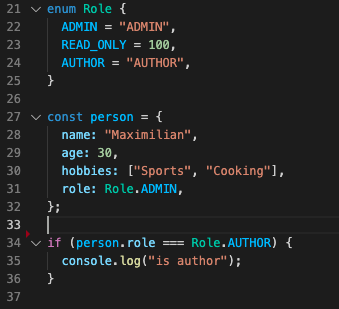 21 enum Role {
22   ADMIN = "ADMIN",
23   READ_ONLY = 100,
24   AUTHOR = "AUTHOR",
25 }
26
27 const person = {
28   name: "Maximilian",
29   age: 30,
30   hobbies: ["Sports", "Cooking"],
31   role: Role.ADMIN,
32 };
33
34 if (person.role === Role.AUTHOR) {
35   console.log("is author");
36 }
37